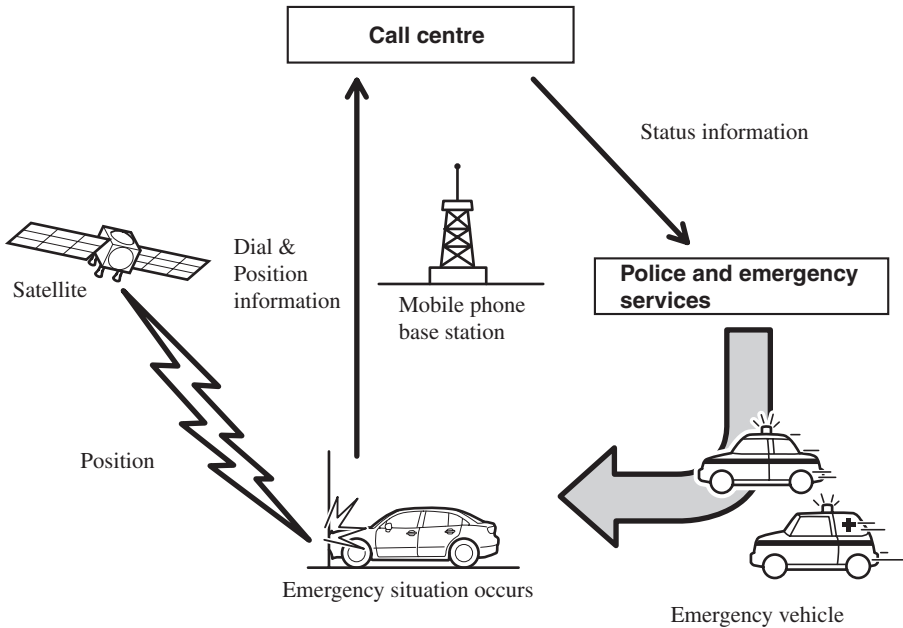 Call centre
Status information
Dial &
Position
information
Satellite
Mobile phone
base station
Police and emergency
services
Position
Emergency situation occurs
Emergency vehicle